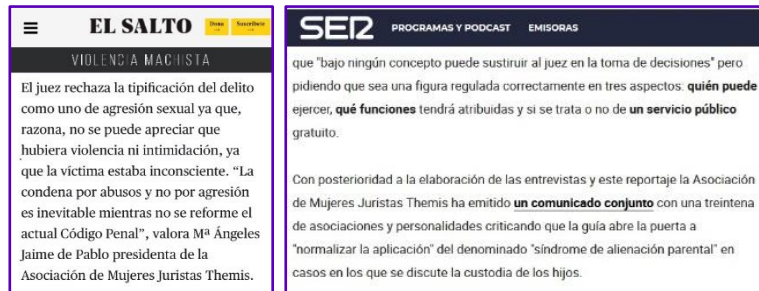 EL SALTO
Dona
Suscríbete
VIOLENCIA MACHISTA
El juez rechaza la tipificación del delito
como uno de agresión sexual ya que,
razona, no se puede apreciar que
hubiera violencia ni intimidación, ya
que la víctima estaba inconsciente. “La
condena por abusos y no por agresión
es inevitable mientras no se reforme el
actual Código Penal”, valora Mª Ángeles
Jaime de Pablo presidenta de la
Asociación de Mujeres Juristas Themis.
SER
PROGRAMAS Y PODCAST EMISORAS
que "bajo ningún concepto puede sustiruir al juez en la toma de decisiones" pero
pidiendo que sea una figura regulada correctamente en tres aspectos: quién puede
ejercer, qué funciones tendrá atribuidas y si se trata o no de un servicio público
gratuito.
Con posterioridad a la elaboración de las entrevistas y este reportaje la Asociación
de Mujeres Juristas Themis ha emitido un comunicado conjunto con una treintena
de asociaciones y personalidades criticando que la guía abre la puerta a
"normalizar la aplicación" del denominado "síndrome de alienación parental" en
casos en los que se discute la custodia de los hijos.